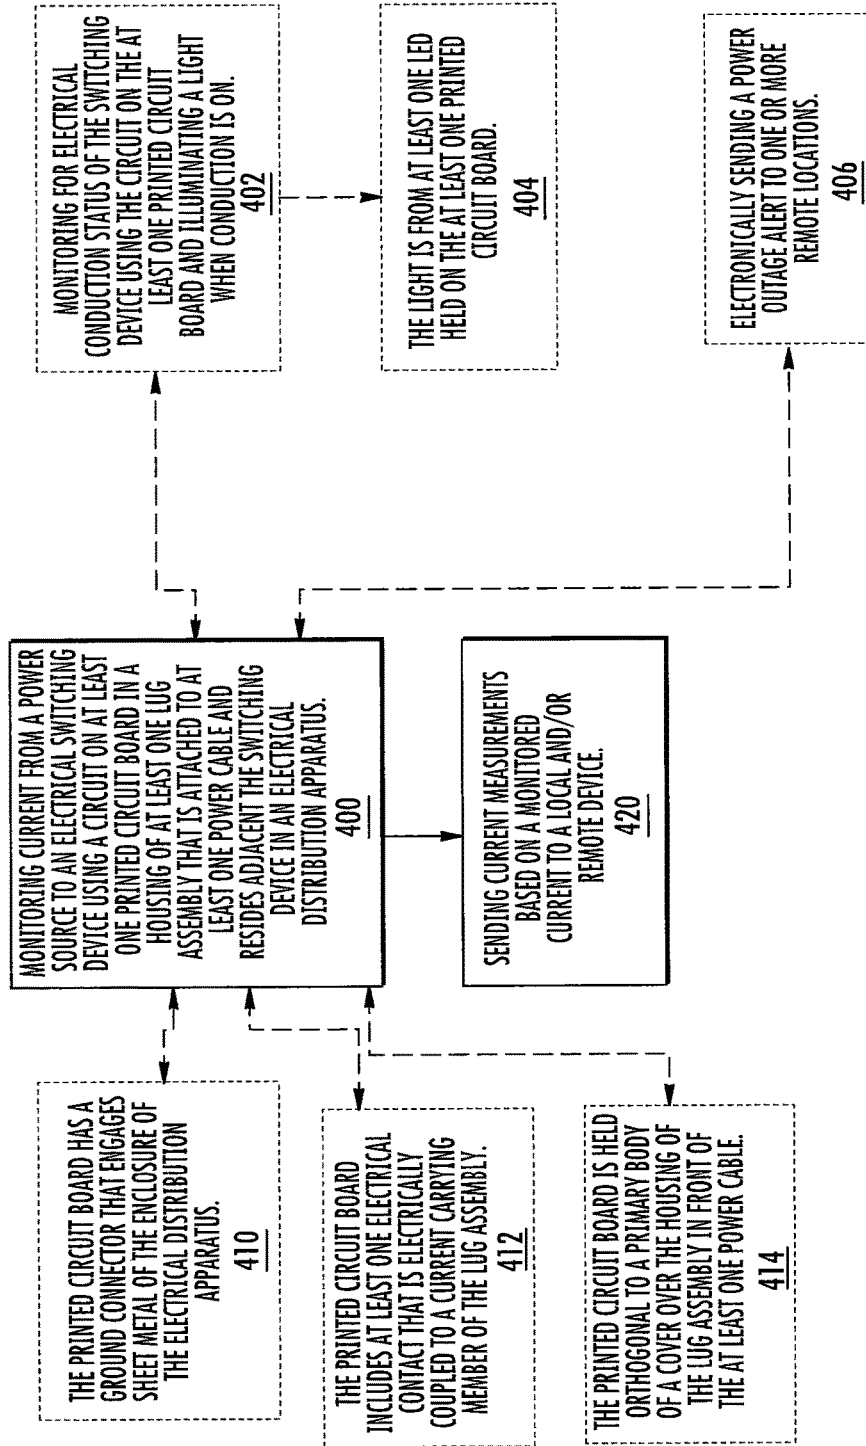 MONITORING CURRENT FROM A POWER
SOURCE TO AN ELECTRICAL SWITCHING
DEVICE USING A CIRCUIT ON AT LEAST
ONE PRINTED CIRCUIT BOARD IN A
HOUSING OF AT LEAST ONE LUG
ASSEMBLY THAT IS ATTACHED TO AT
LEAST ONE POWER CABLE AND
RESIDES ADJACENT THE SWITCHING
DEVICE IN AN ELECTRICAL
DISTRIBUTION APPARATUS.
400
SENDING CURRENT MEASUREMENTS
BASED ON A MONITORED
CURRENT TO A LOCAL AND/OR
REMOTE DEVICE.
420
MONITORING FOR ELECTRICAL
CONDUCTION STATUS OF THE SWITCHING
DEVICE USING THE CIRCUIT ON THE AT
LEAST ONE PRINTED CIRCUIT
BOARD AND ILLUMINATING A LIGHT
WHEN CONDUCTION IS ON.
402
THE LIGHT IS FROM AT LEAST ONE LED
HELD ON THE AT LEAST ONE PRINTED
CIRCUIT BOARD.
404
ELECTRONICALLY SENDING A POWER
OUTAGE ALERT TO ONE OR MORE
REMOTE LOCATIONS.
406
THE PRINTED CIRCUIT BOARD HAS A
GROUND CONNECTOR THAT ENGAGES
SHEET METAL OF THE ENCLOSURE OF
THE ELECTRICAL DISTRIBUTION
APPARATUS.
410
THE PRINTED CIRCUIT BOARD
INCLUDES AT LEAST ONE ELECTRICAL
CONTACT THAT IS ELECTRICALLY
COUPLED TO A CURRENT CARRYING
MEMBER OF THE LUG ASSEMBLY.
412
THE PRINTED CIRCUIT BOARD IS HELD
ORTHOGONAL TO A PRIMARY BODY
OF A COVER OVER THE HOUSING OF
THE LUG ASSEMBLY IN FRONT OF
THE AT LEAST ONE POWER CABLE.
414